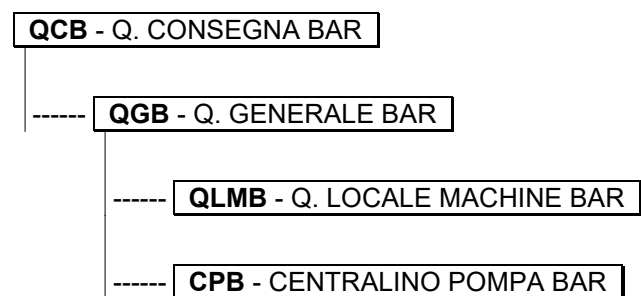 QCB - Q. CONSEGNA BAR
------ QGB - Q. GENERALE BAR
------ QLMB - Q. LOCALE MACHINE BAR
------ CPB - CENTRALINO POMPA BAR